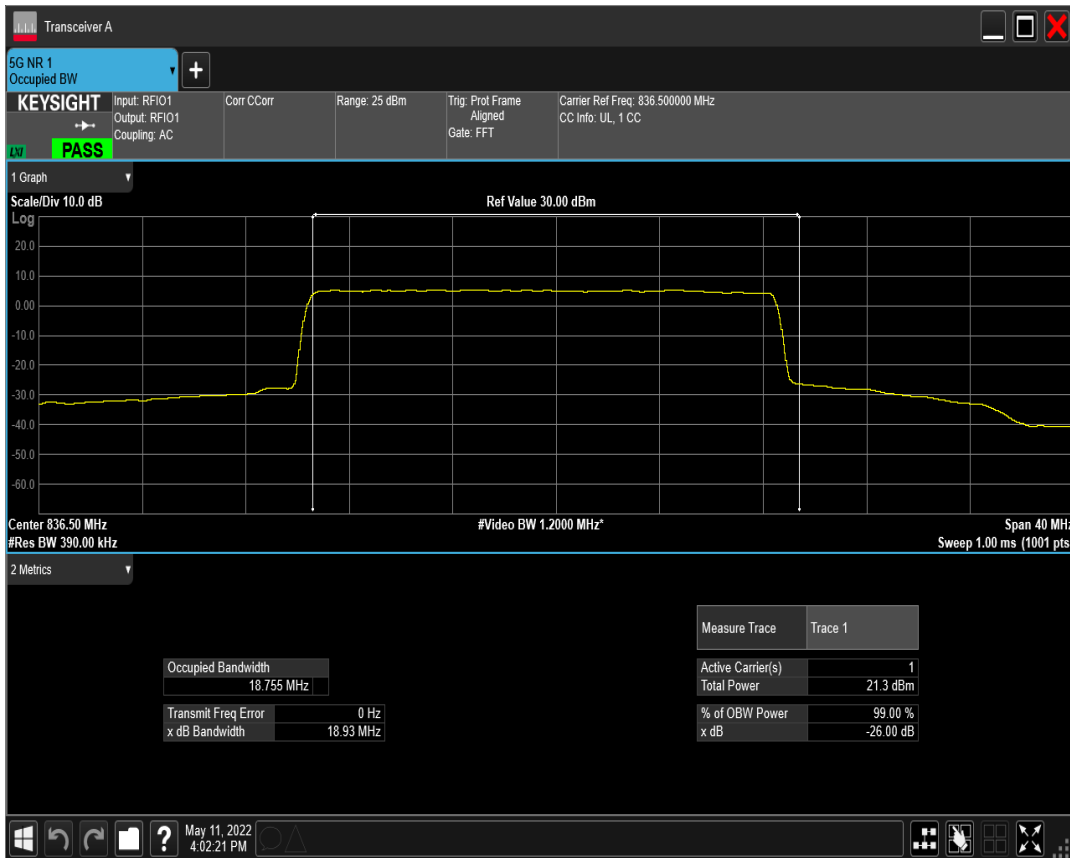 Transceiver A
5G NR 1
Occupied BW
+
KEYSIGHT
LXI
PASS
Input: RFIO1
Output: RFIO1
Coupling: AC
Corr CCorr
Range: 25 dBm
Trig: Prot Frame
Aligned
Gate: FFT
Carrier Ref Freq: 836.500000 MHz
CC Info: UL, 1 CC
1 Graph
Scale/Div 10.0 dB
Ref Value 30.00 dBm
Log
20.0
10.0
0.00
-10.0
-20.0
-30.0
-40.0
-50.0
-60.0
Center 836.50 MHz
#Video BW 1.2000 MHz*
Span 40 MHz
#Res BW 390.00 kHz
Sweep 1.00 ms (1001 pts
2 Metrics
Measure Trace Trace 1
Occupied Bandwidth
18.755 MHz
Active Carrier(s) 1
Total Power 21.3 dBm
Transmit Freq Error 0 Hz
x dB Bandwidth 18.93 MHz
% of OBW Power 99.00 %
x dB -26.00 dB
?
May 11, 2022
4:02:21 PM